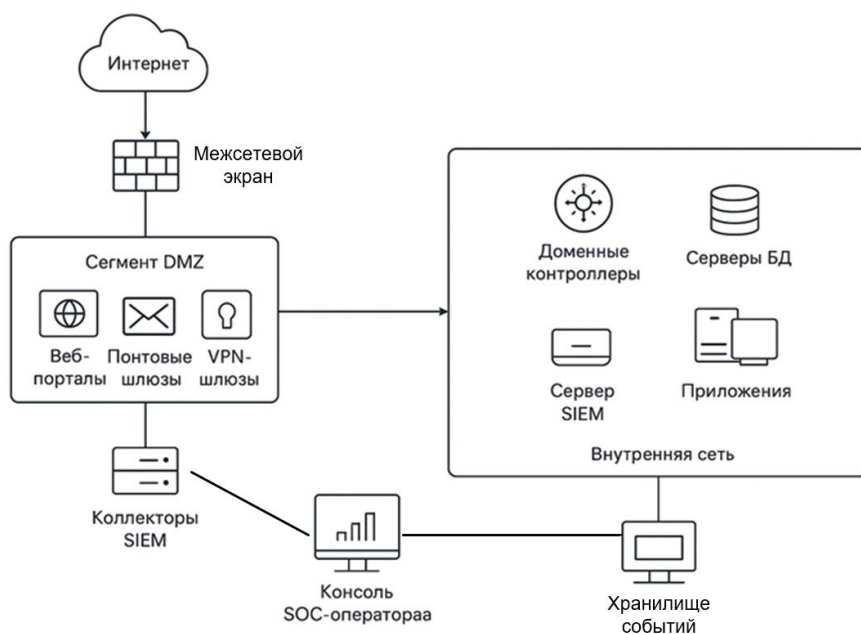 Интернет
Межсетевой
экран
Сегмент DMZ
Веб-
порталы
Понтовые
шлюзы
VPN-
шлюзы
Доменные
контроллеры
Серверы БД
Сервер
SIEM
Приложения
Внутренняя сеть
Коллекторы
SIEM
Консоль
SOC-оператораа
Хранилище
событий